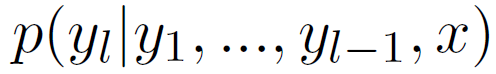 p(y_l|y_1, ..., y_{l-1}, x)